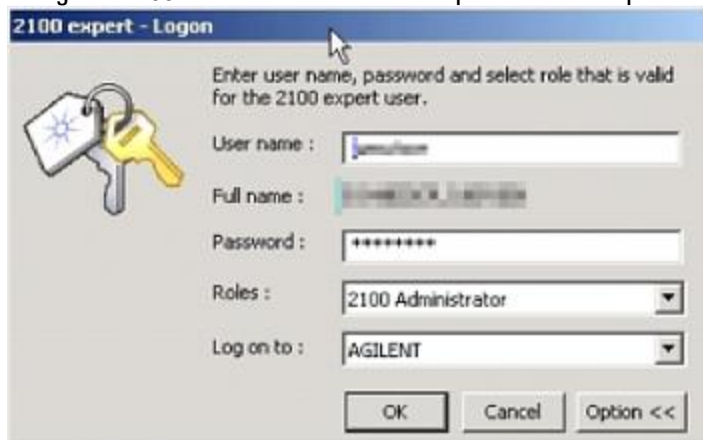 2100 expert - Logon
Enter user name, password and select role that is valid
for the 2100 expert user.
User name :
Full name :
Password : ********
Roles : 2100 Administrator
Log on to : AGILENT
OK Cancel Option <<